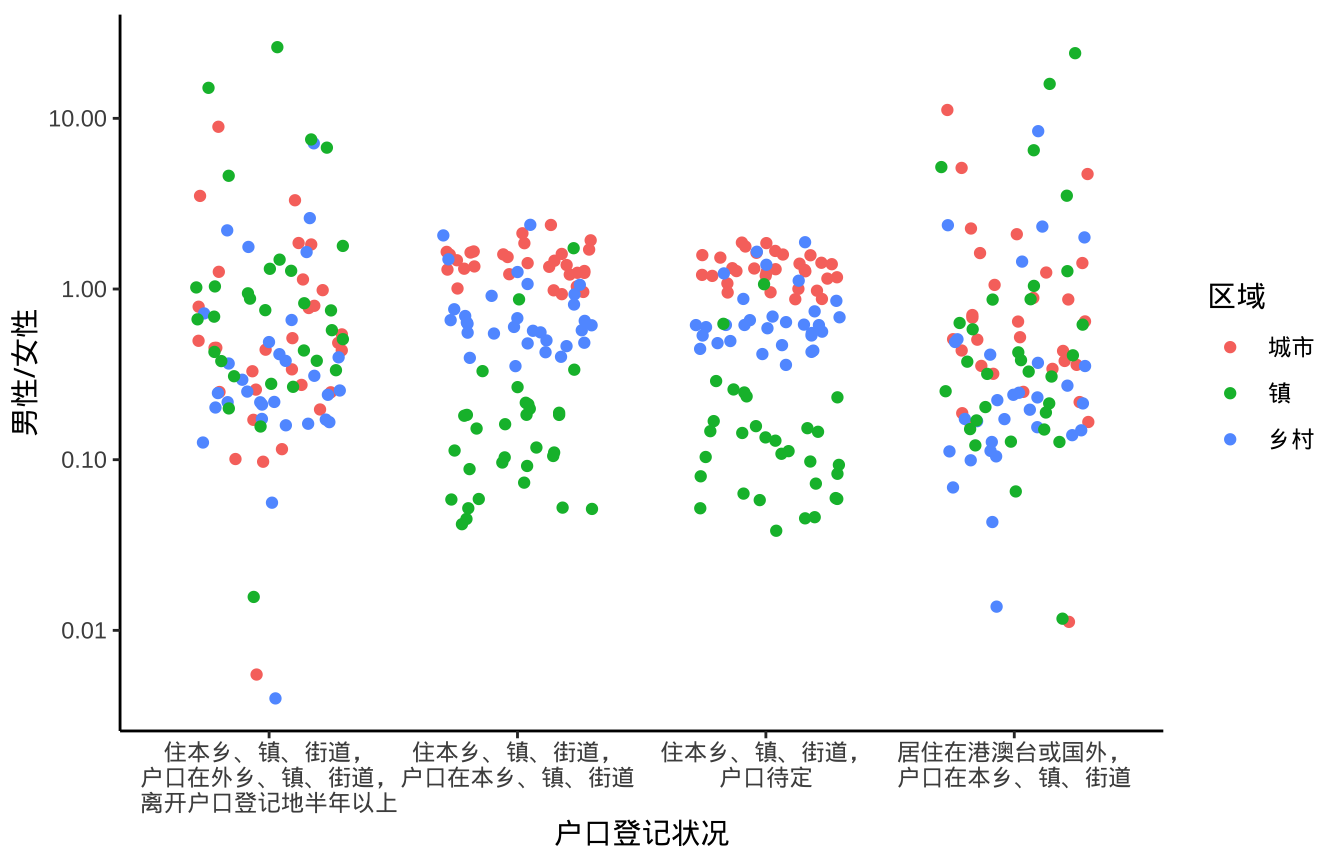 10.00
1.00
0.10
0.01
男性/女性
住本乡、镇、街道，
户口在外乡、镇、街道，
离开户口登记地半年以上
住本乡、镇、街道，
户口在本乡、镇、街道
住本乡、镇、街道，
户口待定
居住在港澳台或国外，
户口在本乡、镇、街道
户口登记状况
区域
城市
镇
乡村